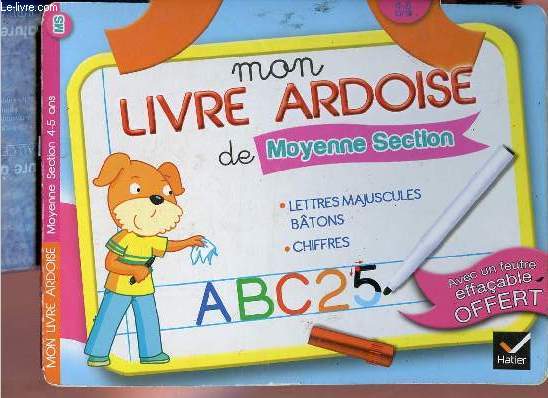 Le-livre.com
MS
mon
LIVRE ARDOISE
de Moyenne Section
• LETTRES MAJUSCULES
BÂTONS
• CHIFFRES
ABC25
Avec un feutre
effaçable
OFFERT
Hatier
MON LIVRE ARDOISE Moyenne Section 4-5 ans